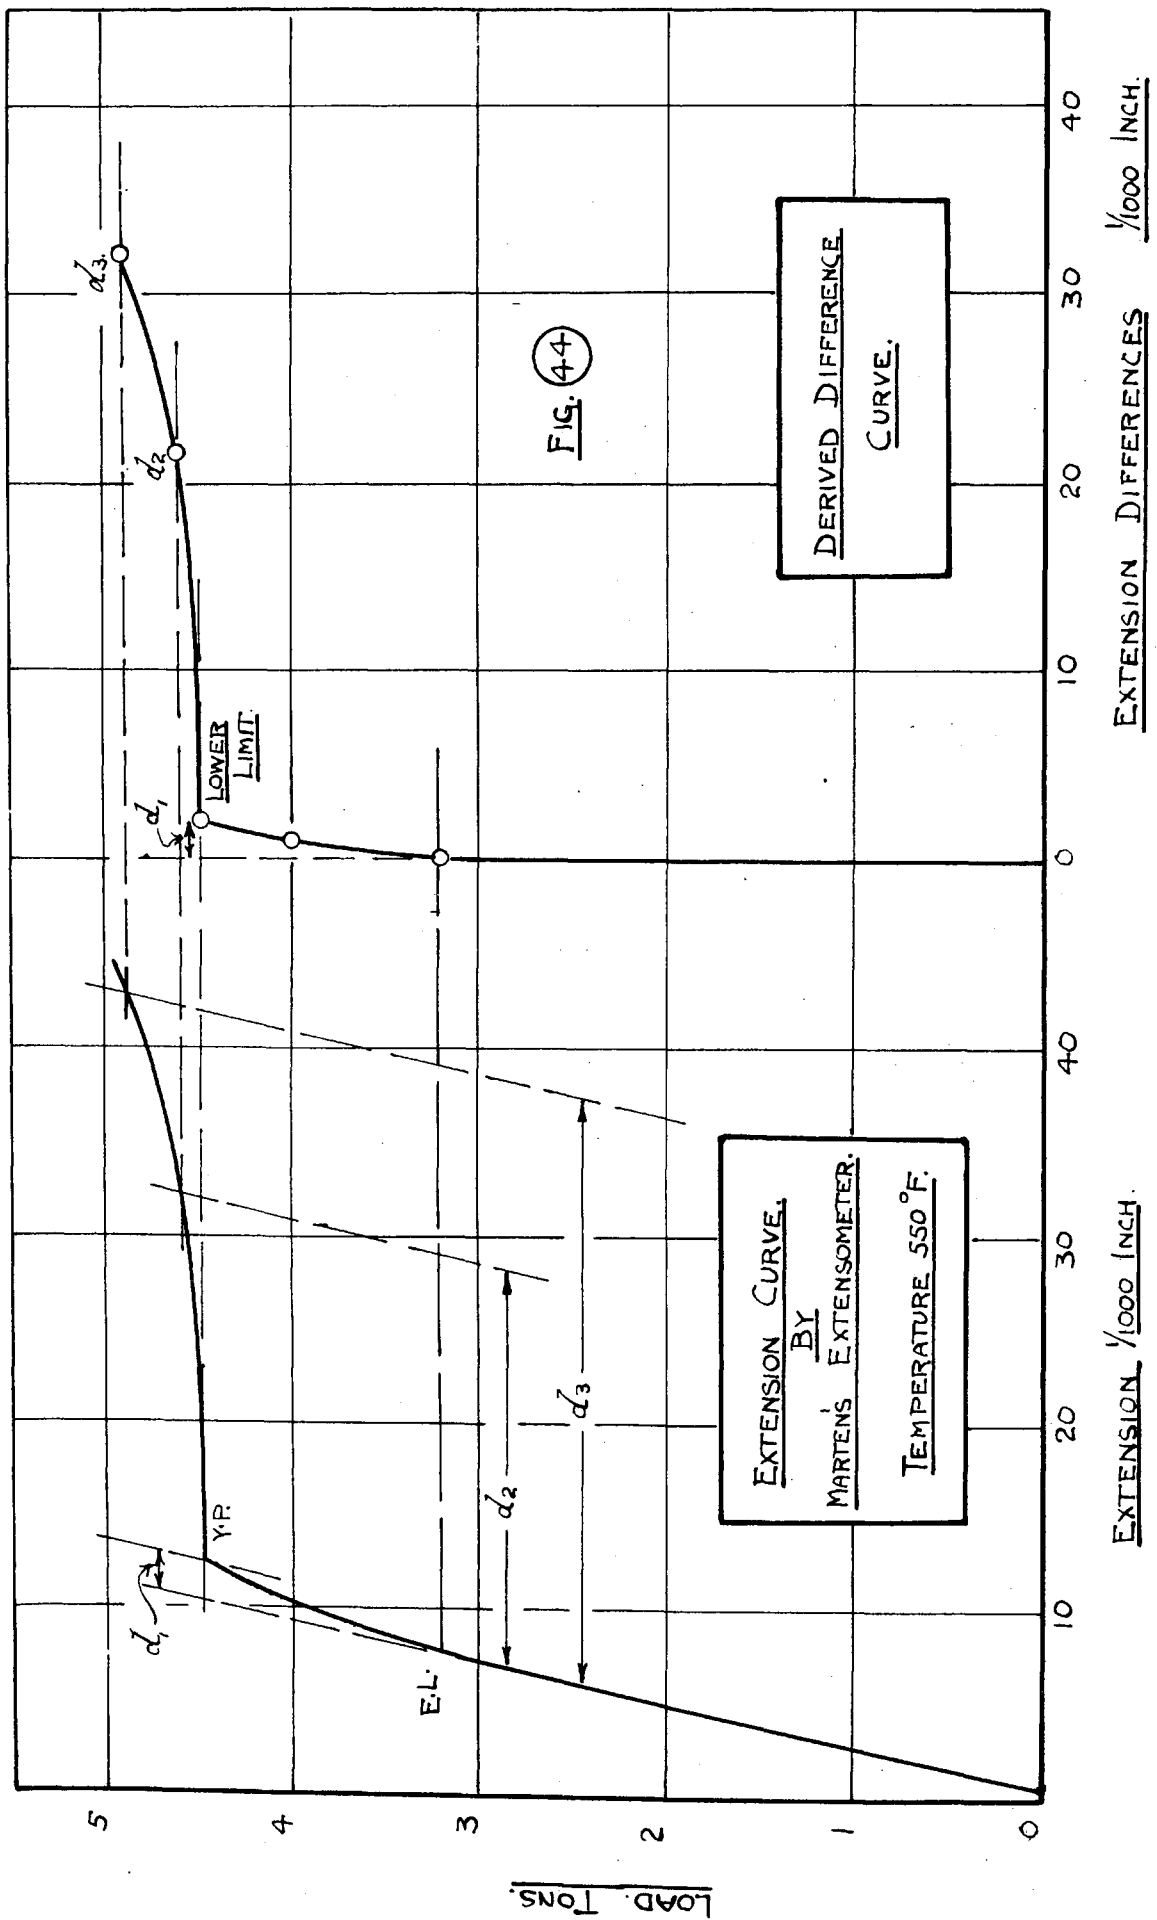 LOAD. TONS.
5
4
3
2
1
0
d₁
Y.P.
E.L.
d₂
d₃
EXTENSION CURVE.
BY
MARTEN'S EXTENSOMETER.
TEMPERATURE 550°F.
10
20
30
40
EXTENSION 1/1000 INCH.
d₁
LOWER
LIMIT.
d₂
d₃.
FIG. 44
DERIVED DIFFERENCE
CURVE.
0
10
20
30
40
EXTENSION DIFFERENCES 1/1000 INCH.